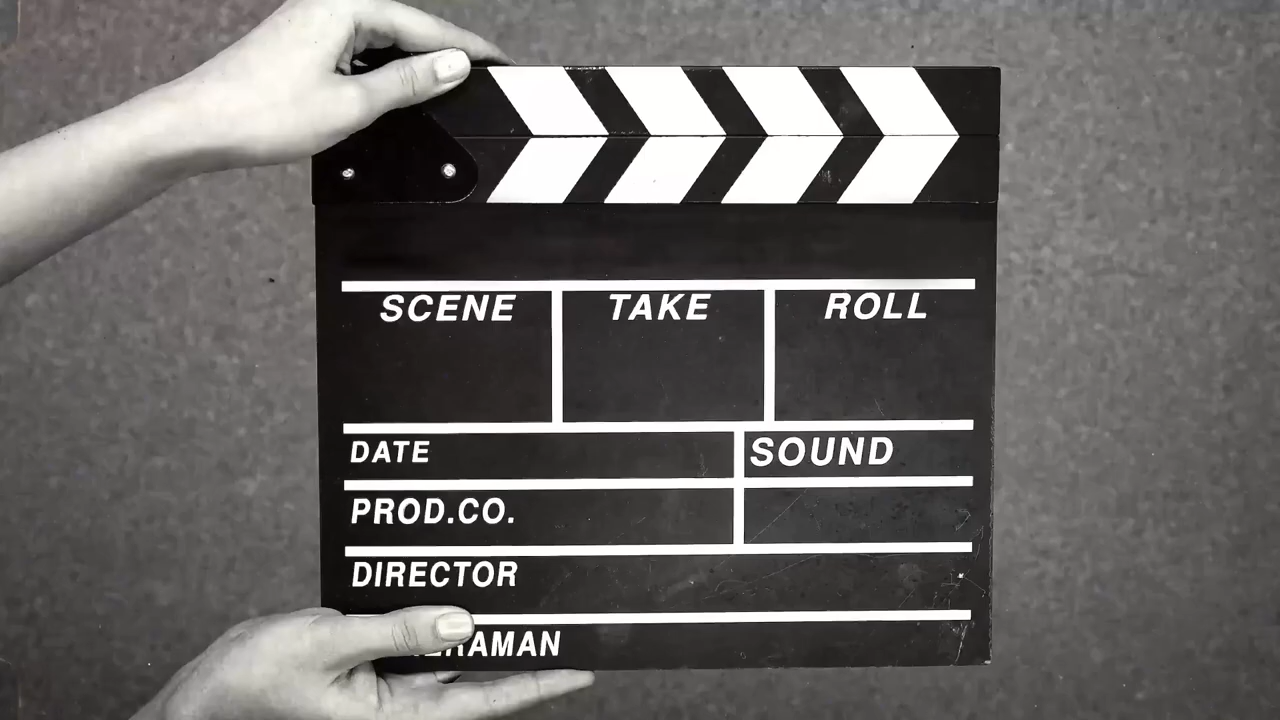 SCENE TAKE ROLL
DATE SOUND
PROD.CO.
DIRECTOR